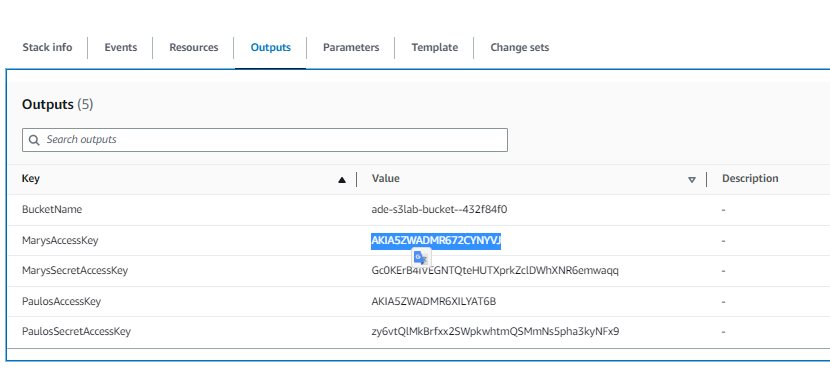 Stack info Events Resources Outputs Parameters Template Change sets
Outputs (5)
Search outputs
Key Value Description
BucketName ade-s3lab-bucket--432f84f0 -
MarysAccessKey AKIA5ZWADMR672CYNYVJ -
MarysSecretAccessKey -
PaulosAccessKey AKIA5ZWADMR6XILYAT6B -
PaulosSecretAccessKey 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 -